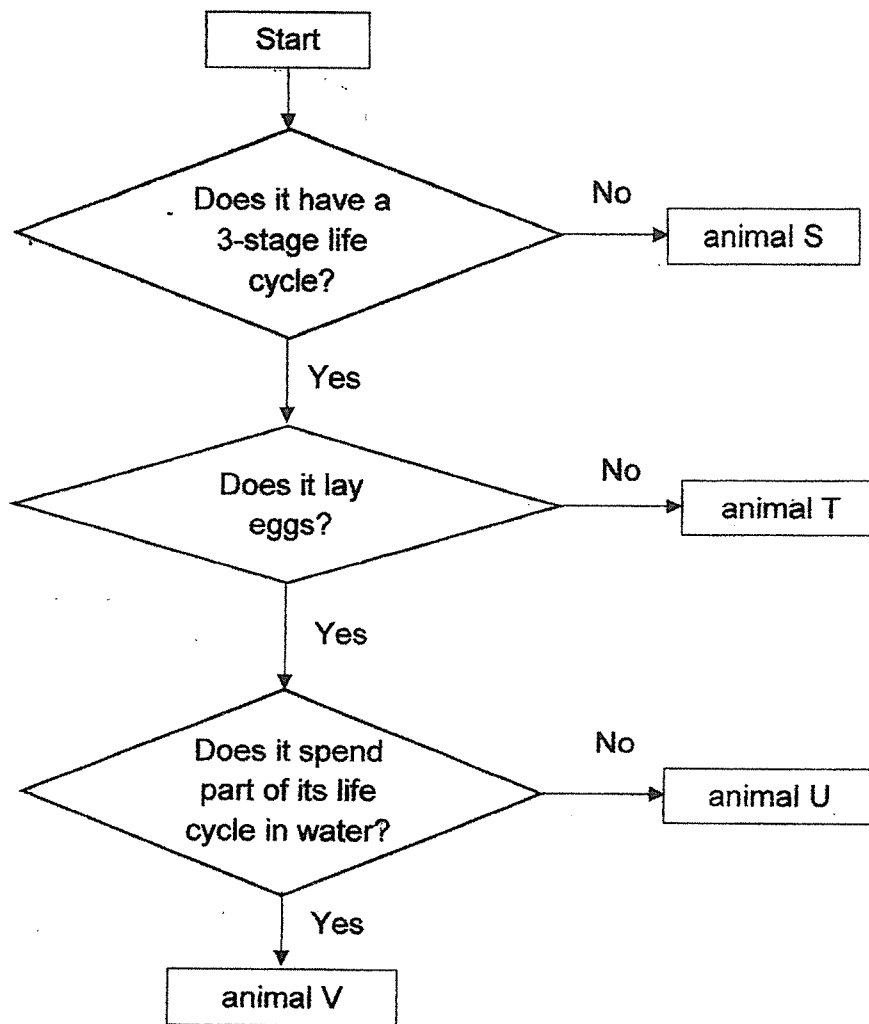 Start
Does it have a
3-stage life
cycle?
No
animal S
Yes
Does it lay
eggs?
No
animal T
Yes
Does it spend
part of its life
cycle in water?
No
animal U
Yes
animal V